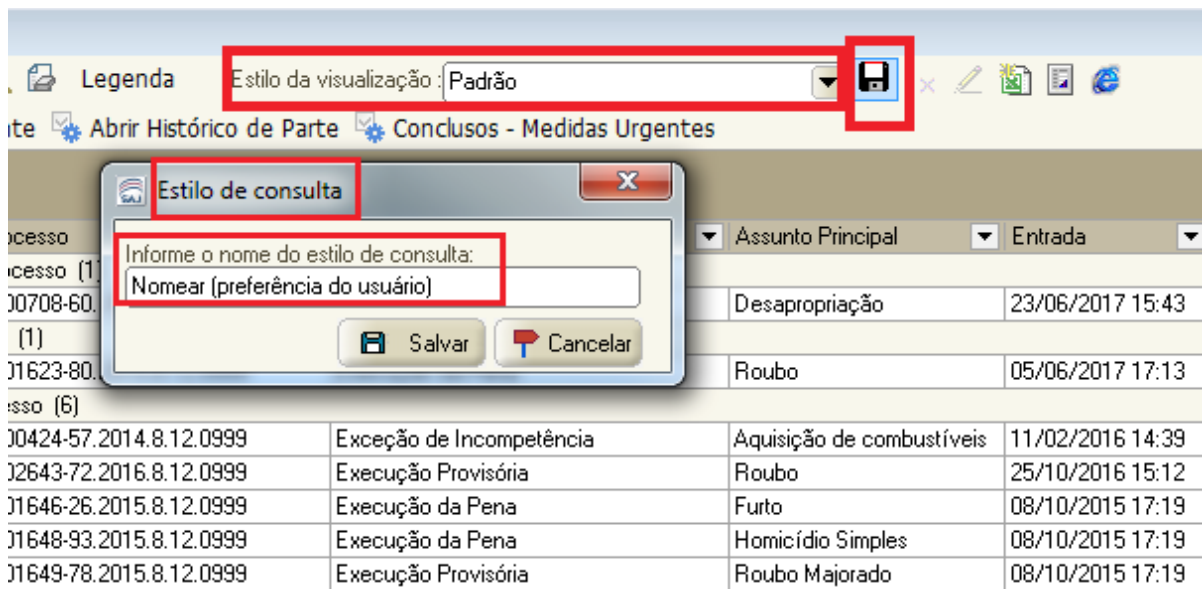 Legenda Estilo da visualização : Padrão
te Abrir Histórico de Parte Conclusos - Medidas Urgentes
Estilo de consulta
Informe o nome do estilo de consulta:
Nomear (preferência do usuário)
Salvar Cancelar
ocesso Assunto Principal Entrada
ocesso (1)
00708-60. Desapropriação 23/06/2017 15:43
(1)
01623-80. Roubo 05/06/2017 17:13
esso (6)
00424-57.2014.8.12.0999 Exceção de Incompetência Aquisição de combustíveis 11/02/2016 14:39
02643-72.2016.8.12.0999 Execução Provisória Roubo 25/10/2016 15:12
01646-26.2015.8.12.0999 Execução da Pena Furto 08/10/2015 17:19
01648-93.2015.8.12.0999 Execução da Pena Homicídio Simples 08/10/2015 17:19
01649-78.2015.8.12.0999 Execução Provisória Roubo Majorado 08/10/2015 17:19